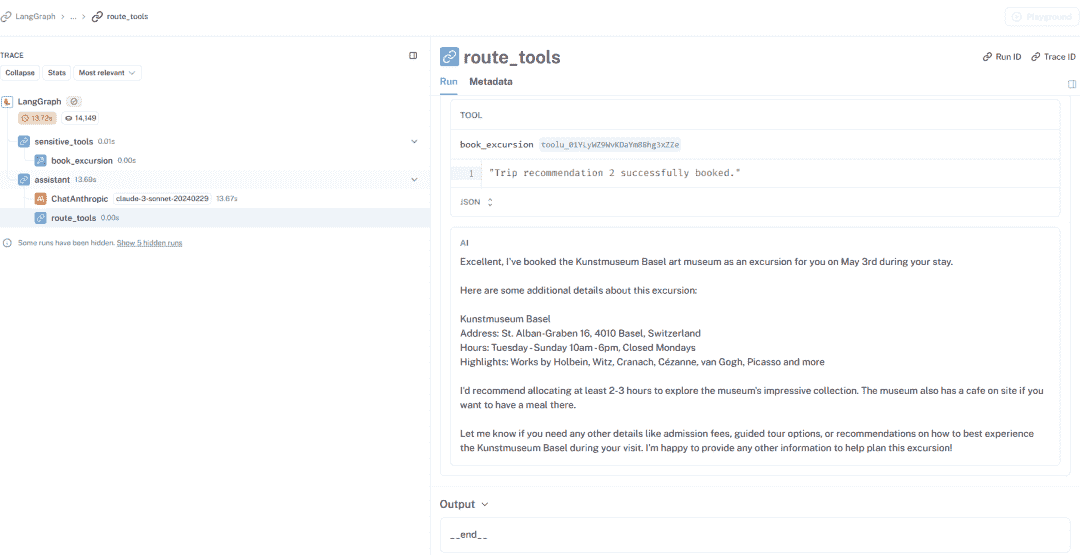 LangGraph > ... > route_tools
Playground
TRACE
Collapse Stats Most relevant
LangGraph
13.72s 14,149
sensitive_tools 0.01s
book_excursion 0.00s
assistant 13.69s
ChatAnthropic claude-3-sonnet-20240229 13.67s
route_tools 0.00s
Some runs have been hidden. Show 5 hidden runs
route_tools
Run ID Trace ID
Run Metadata
TOOL
book_excursion toolu_01YLyWZ9WvKDaYm8Bhg3xZZe
1 "Trip recommendation 2 successfully booked."
JSON
AI
Excellent, I've booked the Kunstmuseum Basel art museum as an excursion for you on May 3rd during your stay.
Here are some additional details about this excursion:
Kunstmuseum Basel
Address: St. Alban-Graben 16, 4010 Basel, Switzerland
Hours: Tuesday - Sunday 10am - 6pm, Closed Mondays
Highlights: Works by Holbein, Witz, Cranach, Cézanne, van Gogh, Picasso and more
I'd recommend allocating at least 2-3 hours to explore the museum's impressive collection. The museum also has a cafe on site if you
want to have a meal there.
Let me know if you need any other details like admission fees, guided tour options, or recommendations on how to best experience
the Kunstmuseum Basel during your visit. I'm happy to provide any other information to help plan this excursion!
Output
__end__